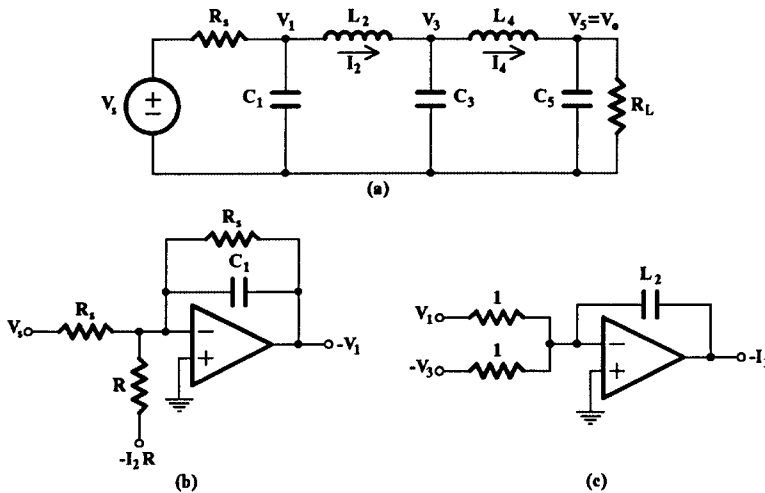 Rs L2 L4
V1 V3 V5=Vo
I2 I4
Vs + − C1 C3 C5 RL
(a)
Rs
C1
Vs Rs − + -V1
R
-I2 R
(b)
L2
V1 1
-V3 1 − + -I
(c)